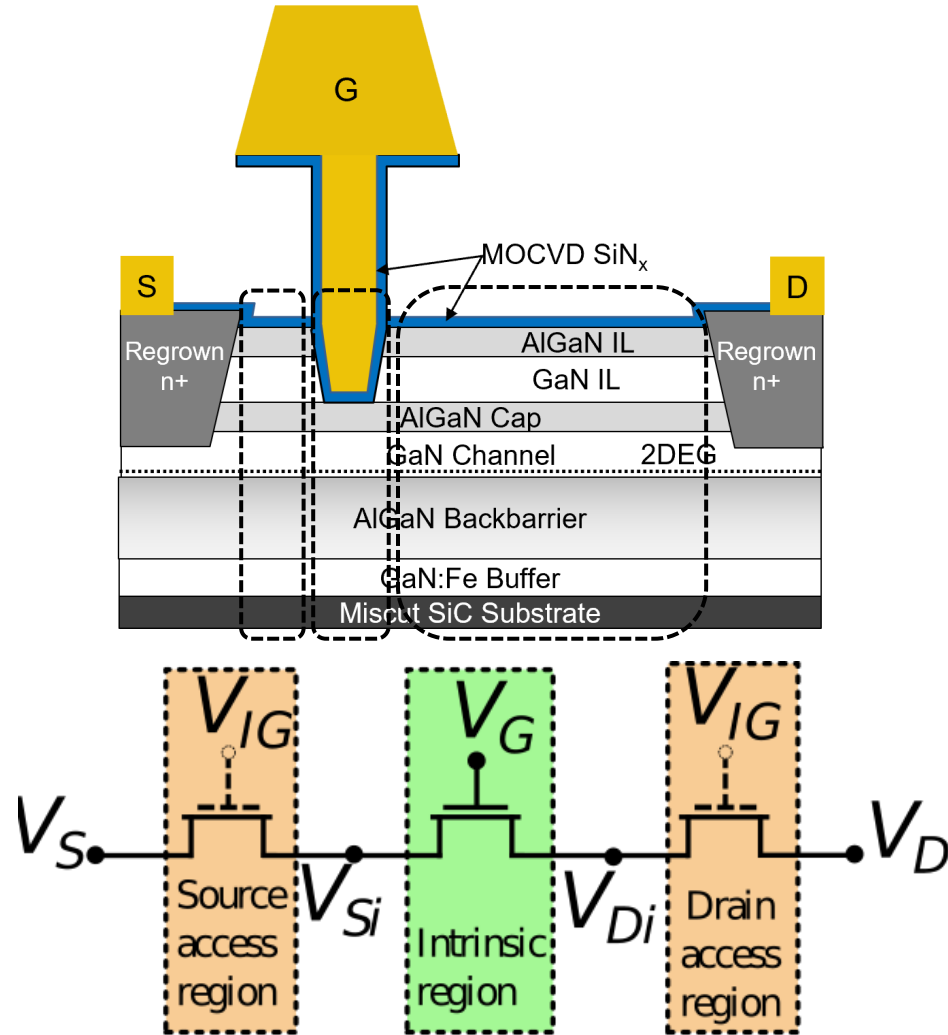 G
MOCVD SiNx
S
D
AlGaN IL
Regrown
n+
Regrown
n+
GaN IL
AlGaN Cap
GaN Channel
2DEG
AlGaN Backbarrier
GaN:Fe Buffer
Miscut SiC Substrate
VIG
VG
VIG
VS
VSi
VDi
VD
Source
access
region
Intrinsic
region
Drain
access
region